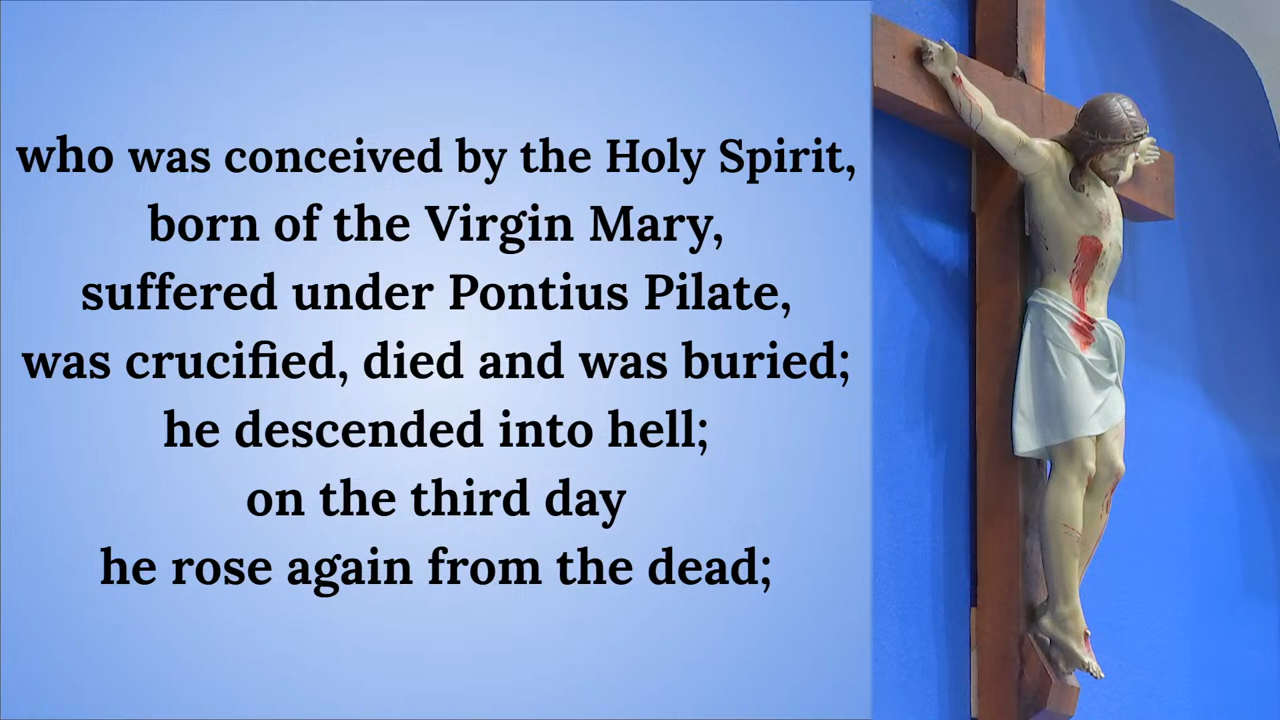 who was conceived by the Holy Spirit,
born of the Virgin Mary,
suffered under Pontius Pilate,
was crucified, died and was buried;
he descended into hell;
on the third day
he rose again from the dead;